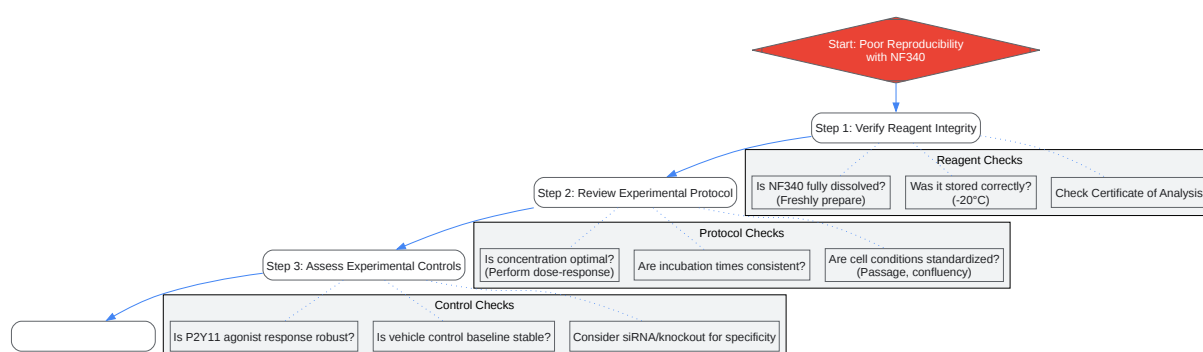 Start: Poor Reproducibility
with NF340
Step 1: Verify Reagent Integrity
Reagent Checks
Is NF340 fully dissolved?
(Freshly prepare)
Was it stored correctly?
(-20°C)
Check Certificate of Analysis
Step 2: Review Experimental Protocol
Protocol Checks
Is concentration optimal?
(Perform dose-response)
Are incubation times consistent?
Are cell conditions standardized?
(Passage, confluency)
Step 3: Assess Experimental Controls
Control Checks
Is P2Y11 agonist response robust?
Is vehicle control baseline stable?
Consider siRNA/knockout for specificity